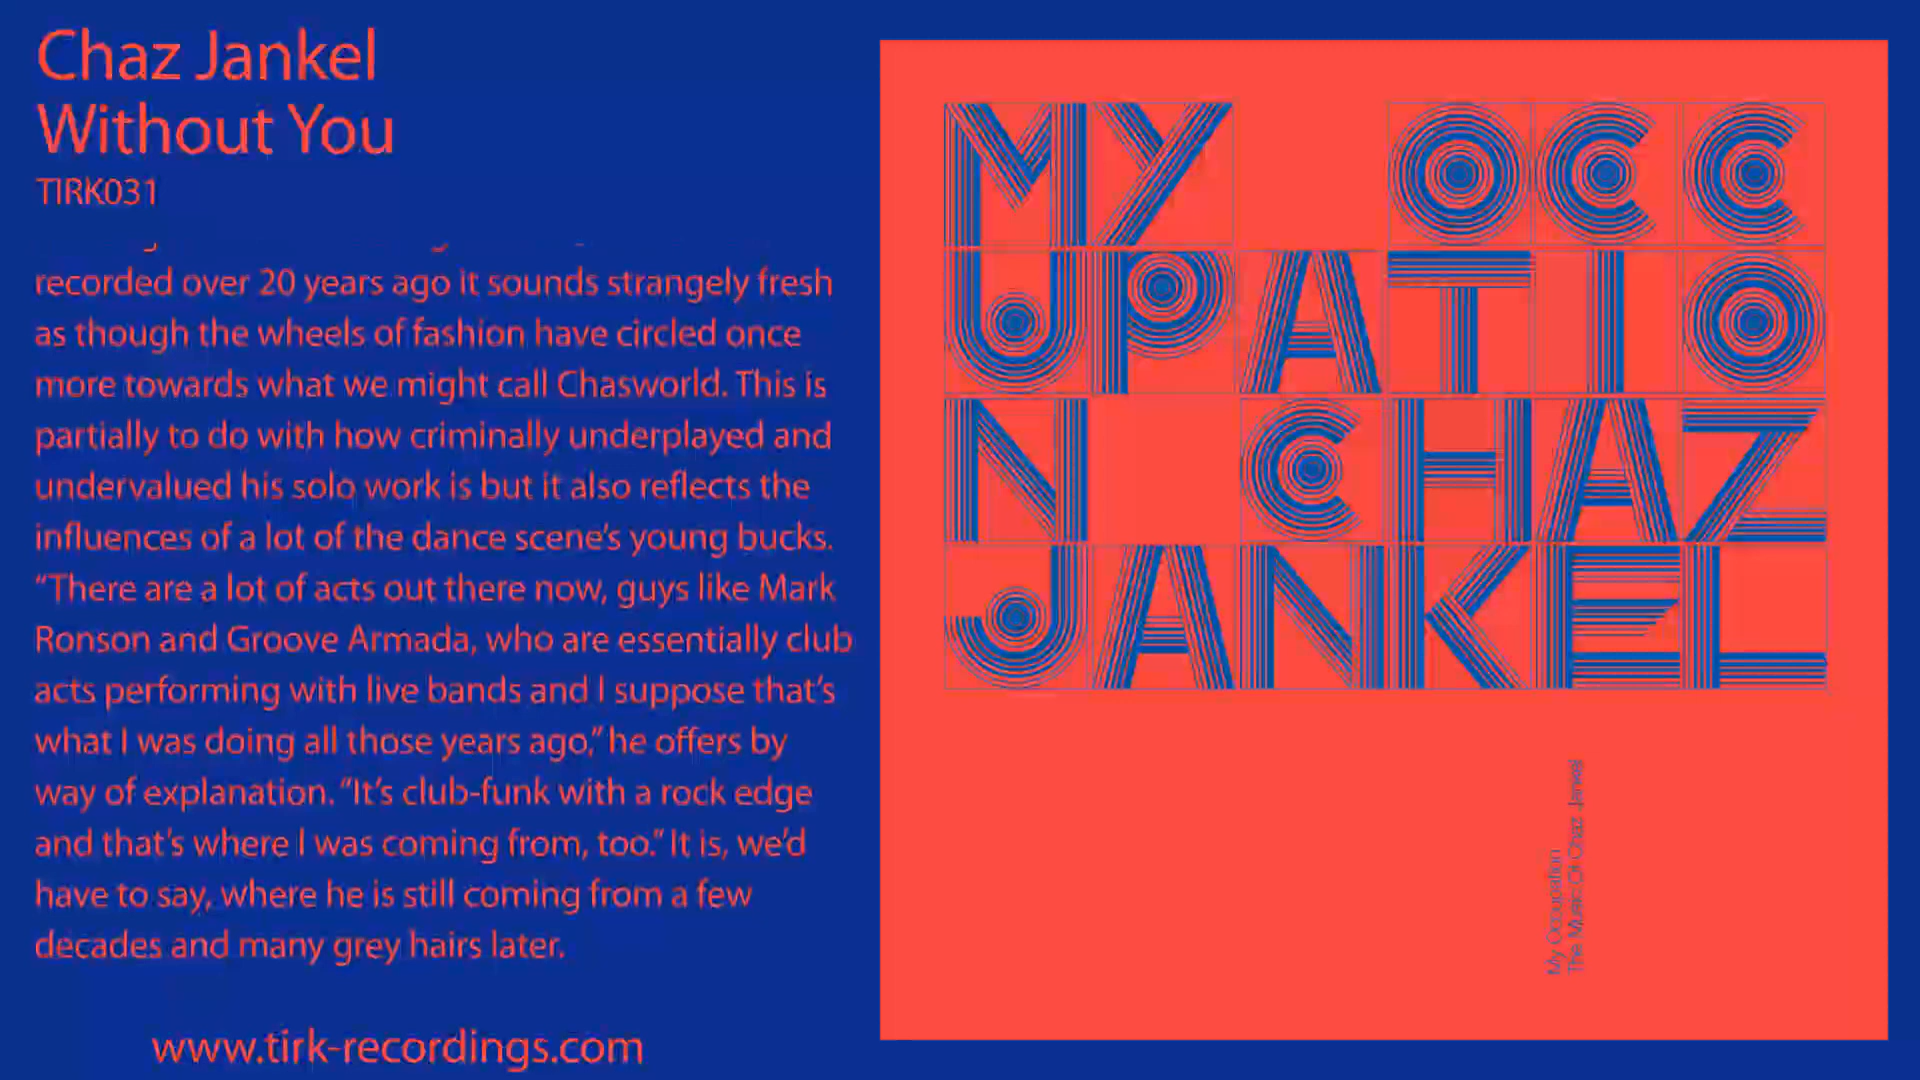 Chaz Jankel
Without You
TIRK031
recorded over 20 years ago it sounds strangely fresh
as though the wheels of fashion have circled once
more towards what we might call Chasworld. This is
partially to do with how criminally underplayed and
undervalued his solo work is but it also reflects the
influences of a lot of the dance scene’s young bucks.
“There are a lot of acts out there now, guys like Mark
Ronson and Groove Armada, who are essentially club
acts performing with live bands and I suppose that’s
what I was doing all those years ago,” he offers by
way of explanation. “It’s club-funk with a rock edge
and that’s where I was coming from, too.” It is, we’d
have to say, where he is still coming from a few
decades and many grey hairs later.
www.tirk-recordings.com
MY OCC
UPATIO
N CHAZ
JANKEL
My Occupation
The Music Of Chaz Jankel